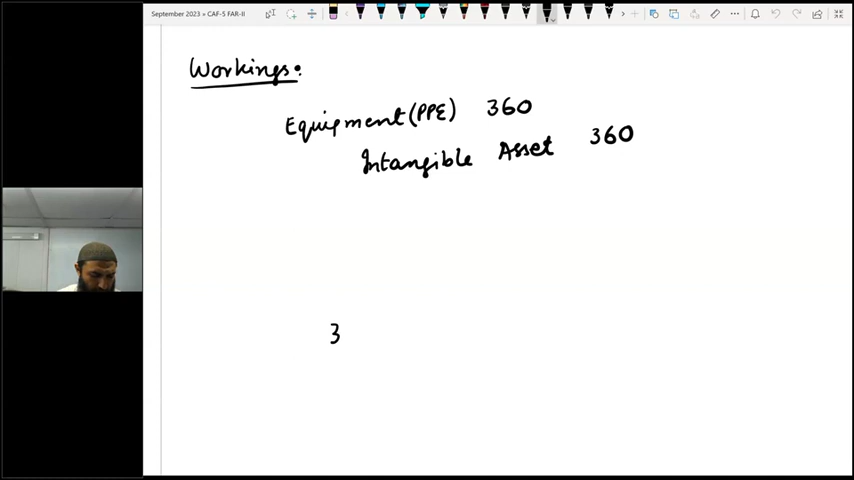 September 2023 » CAF-5 FAR-II
Workings:
Equipment (PPE) 360
Intangible Asset 360
3